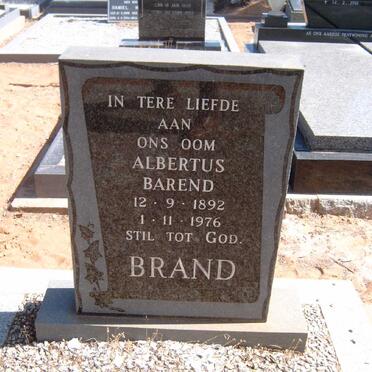 IN TERE LIEFDE
AAN
ONS OOM
ALBERTUS
BAREND
12 · 9 · 1892
1 · 11 · 1976
STIL TOT GOD.
BRAND